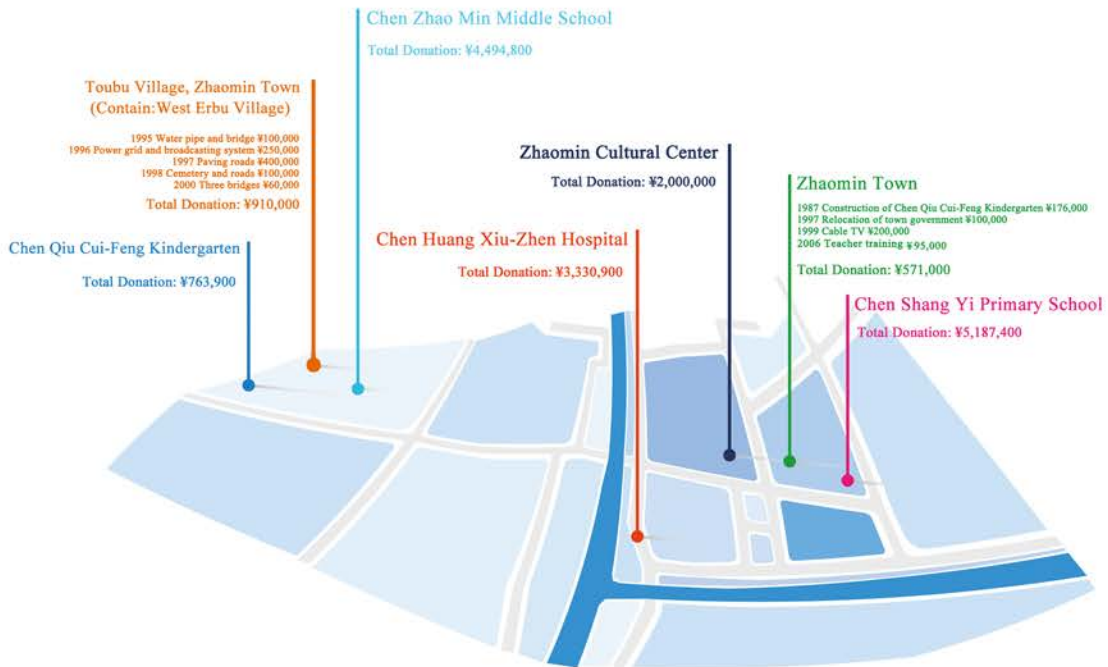 Chen Zhao Min Middle School
Total Donation: ¥4,494,800
Toubu Village, Zhaomin Town
(Contain:West Erbu Village)
1995 Water pipe and bridge ¥100,000
1996 Power grid and broadcasting system ¥250,000
1997 Paving roads ¥400,000
1998 Cemetery and roads ¥100,000
2000 Three bridges ¥60,000
Total Donation: ¥910,000
Chen Qiu Cui-Feng Kindergarten
Total Donation: ¥763,900
Chen Huang Xiu-Zhen Hospital
Total Donation: ¥3,330,900
Zhaomin Cultural Center
Total Donation: ¥2,000,000
Zhaomin Town
1987 Construction of Chen Qiu Cui-Feng Kindergarten ¥176,000
1997 Relocation of town government ¥100,000
1999 Cable TV ¥200,000
2006 Teacher training ¥95,000
Total Donation: ¥571,000
Chen Shang Yi Primary School
Total Donation: ¥5,187,400